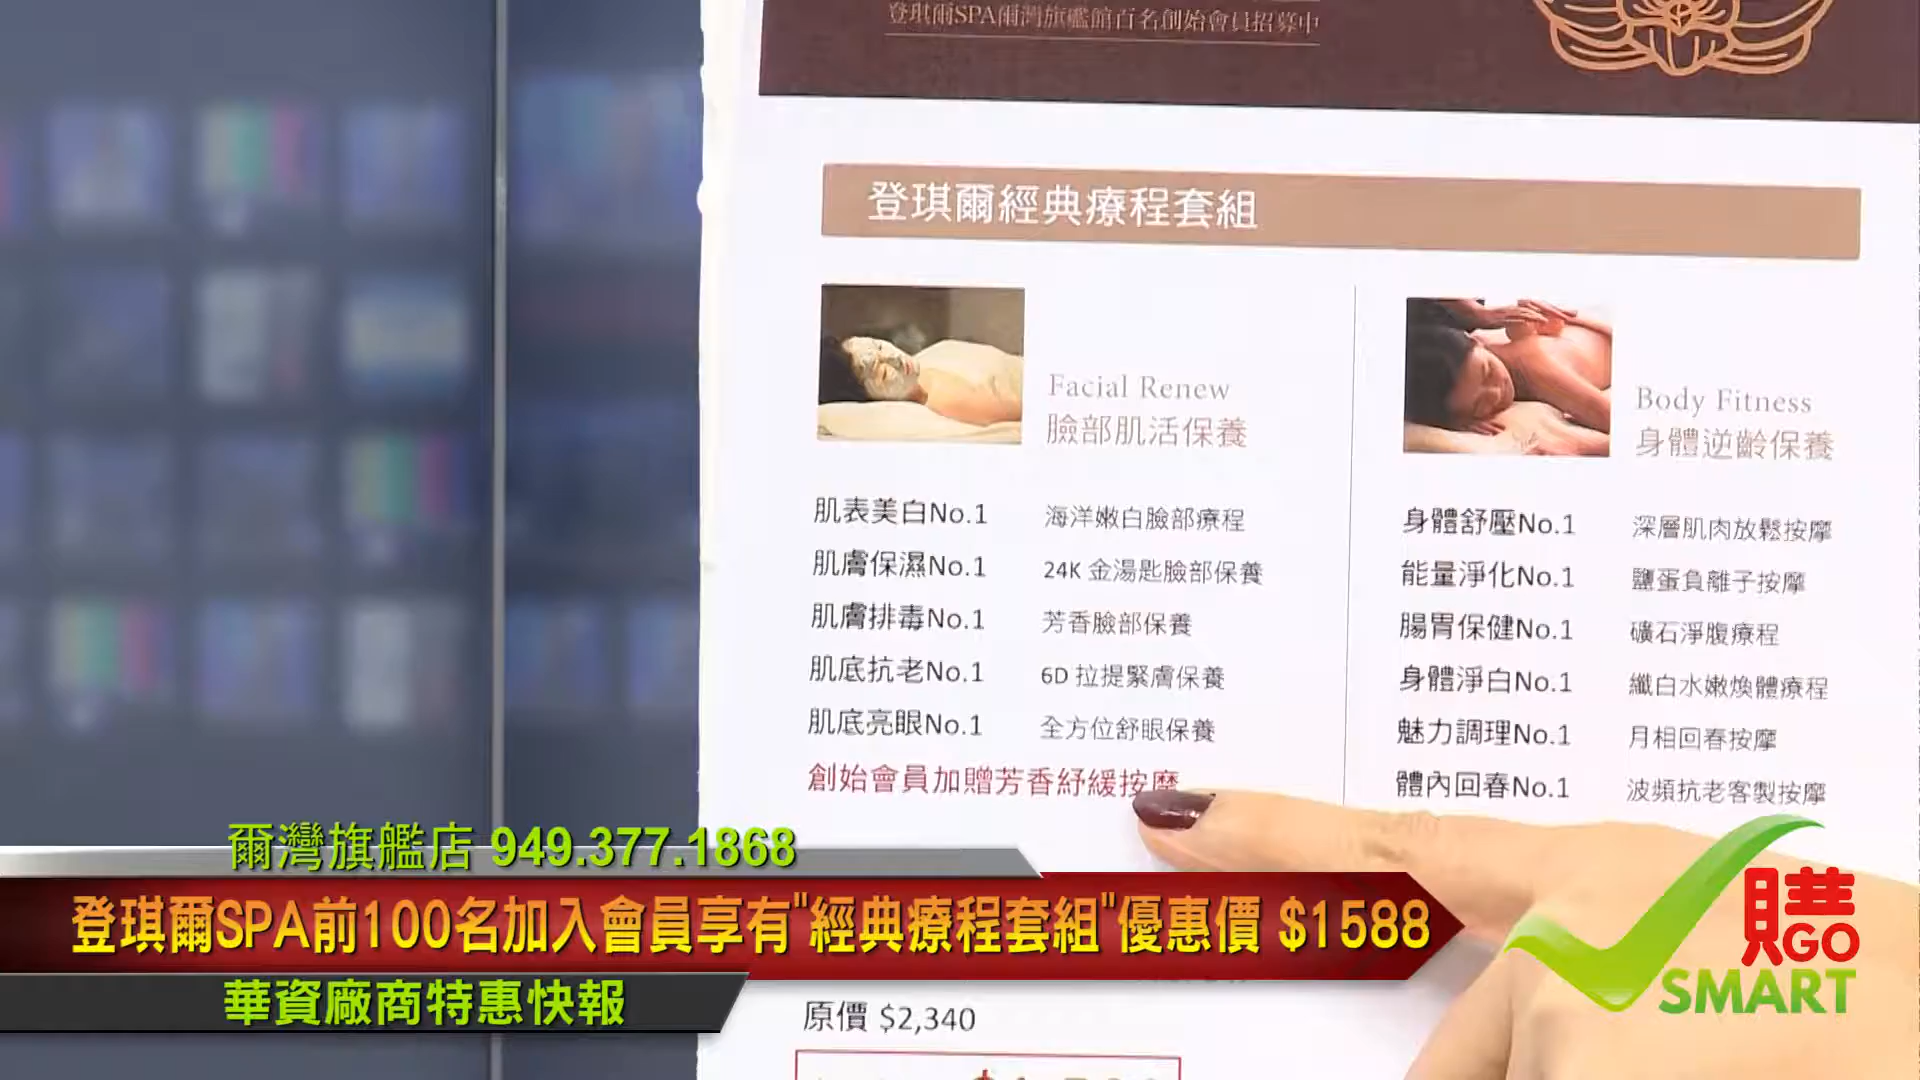 登琪爾SPA爾灣旗艦館百名創始會員招募中
登琪爾經典療程套組
Facial Renew
臉部肌活保養
肌表美白No.1 海洋嫩白臉部療程
肌膚保濕No.1 24K 金湯匙臉部保養
肌膚排毒No.1 芳香臉部保養
肌底抗老No.1 6D 拉提緊膚保養
肌底亮眼No.1 全方位舒眼保養
創始會員加贈芳香紓緩按摩
Body Fitness
身體逆齡保養
身體舒壓No.1 深層肌肉放鬆按摩
能量淨化No.1 鹽蛋負離子按摩
腸胃保健No.1 礦石淨腹療程
身體淨白No.1 纖白水嫩煥體療程
魅力調理No.1 月相回春按摩
體內回春No.1 波頻抗老客製按摩
爾灣旗艦店 949.377.1868
登琪爾SPA前100名加入會員享有"經典療程套組"優惠價 $1588
華資廠商特惠快報
原價 $2,340
購GO
SMART